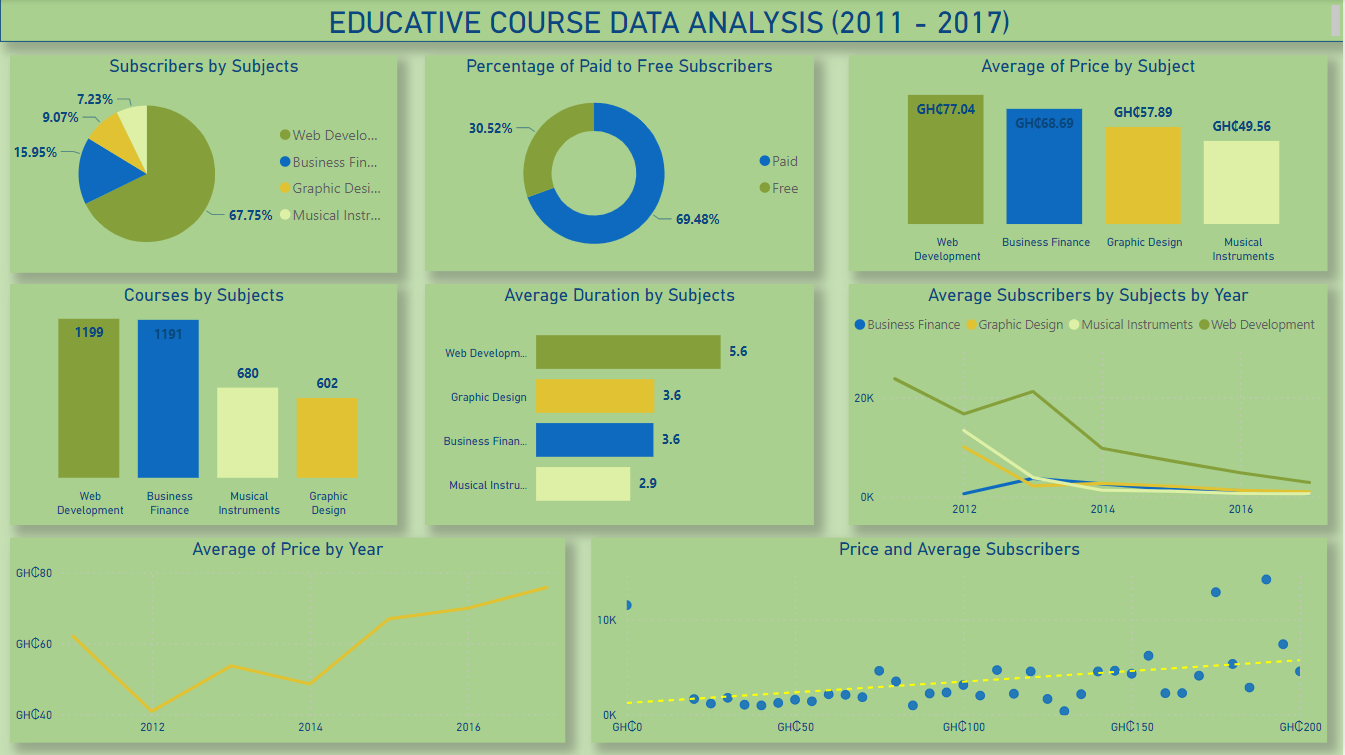 EDUCATIVE COURSE DATA ANALYSIS (2011 - 2017)
Subscribers by Subjects
7.23%
9.07%
15.95%
67.75%
Web Develo...
Business Fin...
Graphic Desi...
Musical Instr...
Percentage of Paid to Free Subscribers
30.52%
69.48%
Paid
Free
Average of Price by Subject
GH₵77.04
GH₵68.69
GH₵57.89
GH₵49.56
Web
Development
Business Finance
Graphic Design
Musical
Instruments
Courses by Subjects
1199
1191
680
602
Web
Development
Business
Finance
Musical
Instruments
Graphic
Design
Average Duration by Subjects
Web Developm... 5.6
Graphic Design 3.6
Business Finan... 3.6
Musical Instru... 2.9
Average Subscribers by Subjects by Year
Business Finance Graphic Design Musical Instruments Web Development
20K
0K
2012 2014 2016
Average of Price by Year
GH₵80
GH₵60
GH₵40
2012 2014 2016
Price and Average Subscribers
10K
0K
GH₵0 GH₵50 GH₵100 GH₵150 GH₵200